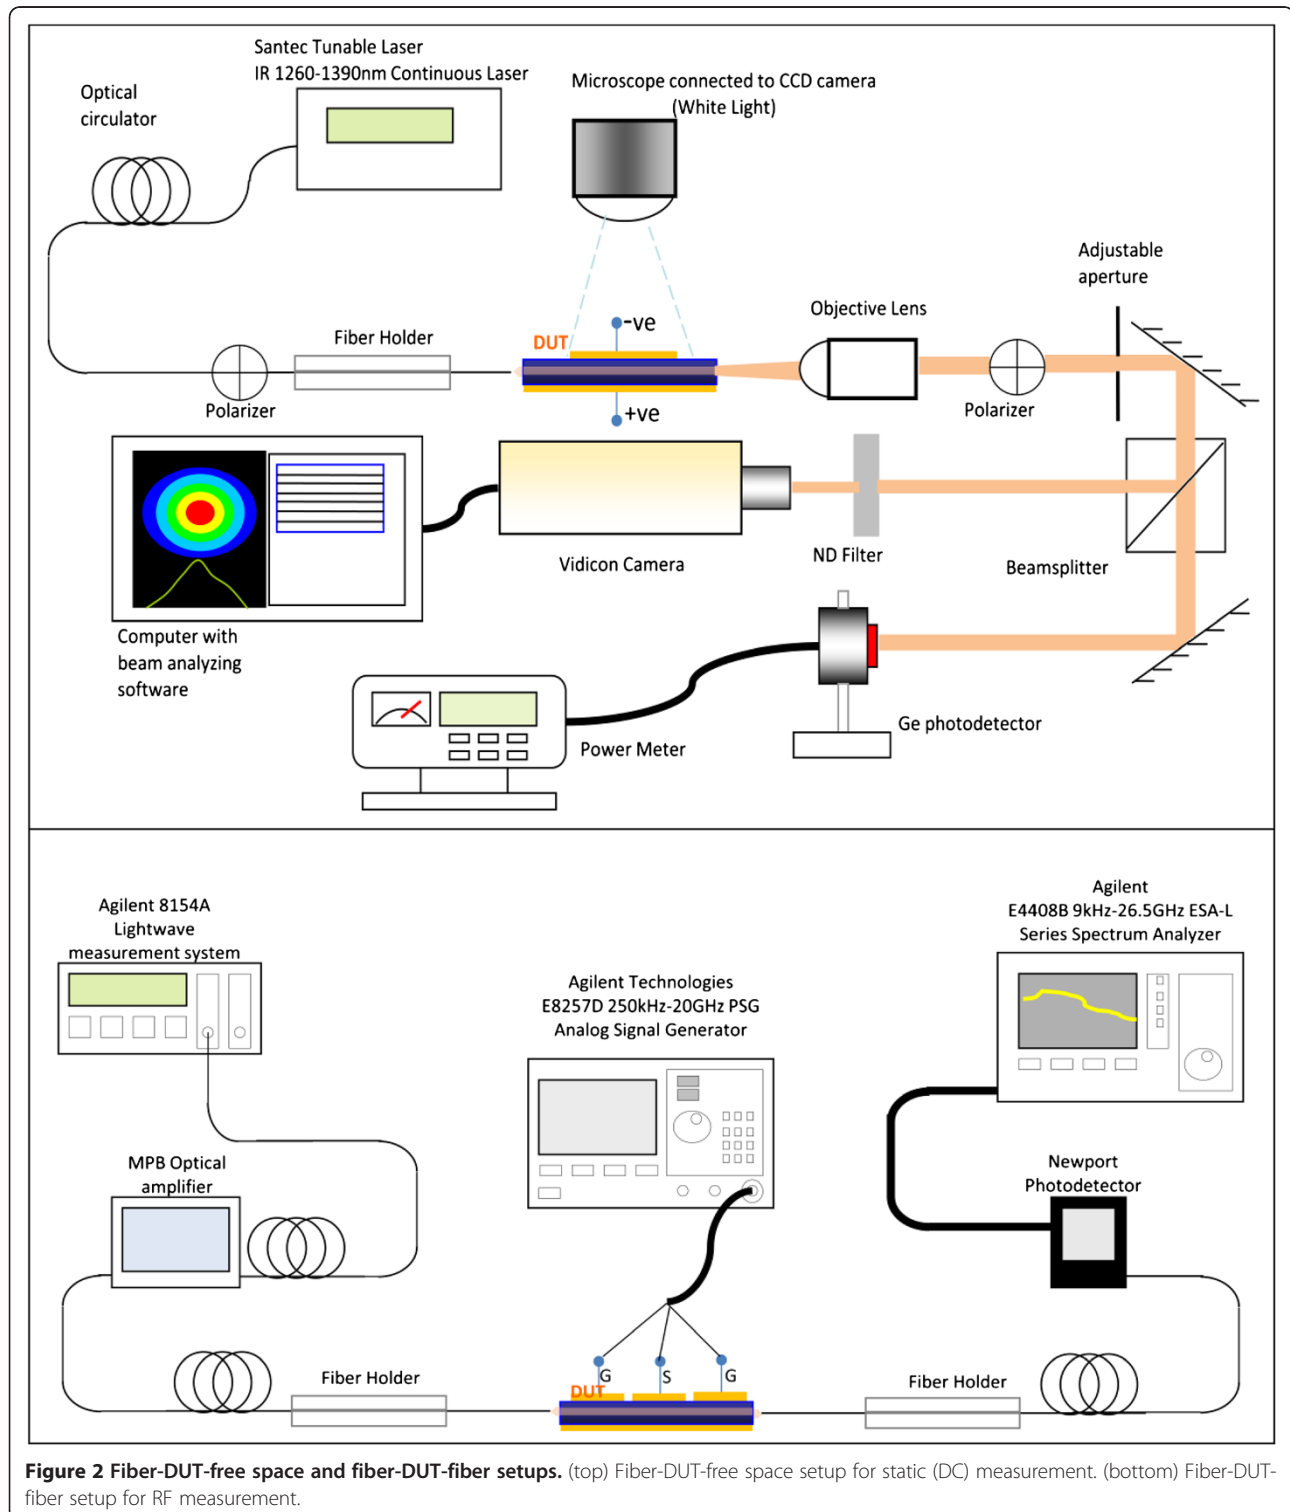 Santec Tunable Laser
IR 1260-1390nm Continuous Laser
Optical
circulator
Microscope connected to CCD camera
(White Light)
Adjustable
aperture
Objective Lens
Fiber Holder
DUT
-ve
Polarizer
Polarizer
+ve
Vidicon Camera
ND Filter
Beamsplitter
Computer with
beam analyzing
software
Power Meter
Ge photodetector
Agilent 8154A
Lightwave
measurement system
Agilent Technologies
E8257D 250kHz-20GHz PSG
Analog Signal Generator
Agilent
E4408B 9kHz-26.5GHz ESA-L
Series Spectrum Analyzer
MPB Optical
amplifier
Newport
Photodetector
G
S
G
DUT
Fiber Holder
Fiber Holder
Figure 2 Fiber-DUT-free space and fiber-DUT-fiber setups. (top) Fiber-DUT-free space setup for static (DC) measurement. (bottom) Fiber-DUT-
fiber setup for RF measurement.